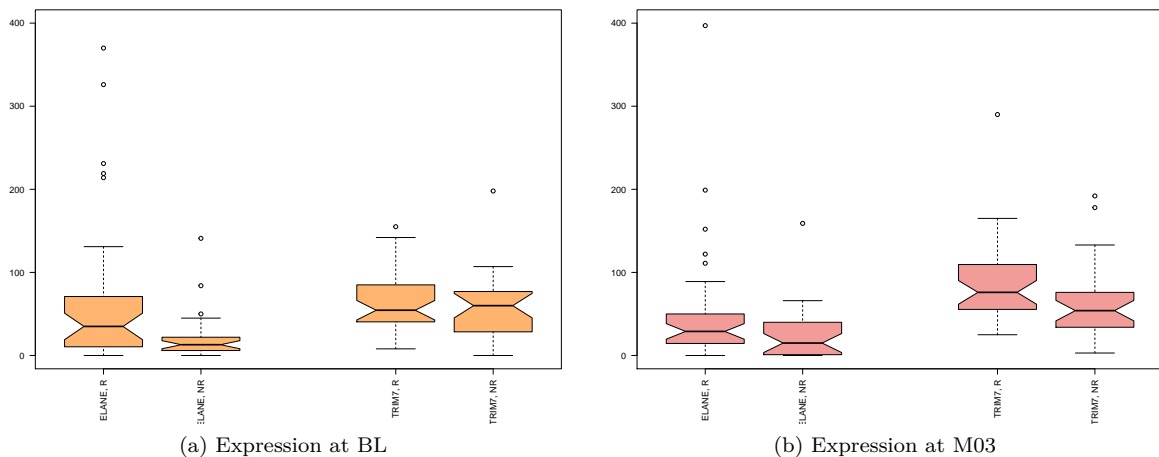 400
300
200
100
0
ELANE, R
ELANE, NR
TRIM7, R
TRIM7, NR
(a) Expression at BL
400
300
200
100
0
ELANE, R
ELANE, NR
TRIM7, R
TRIM7, NR
(b) Expression at M03